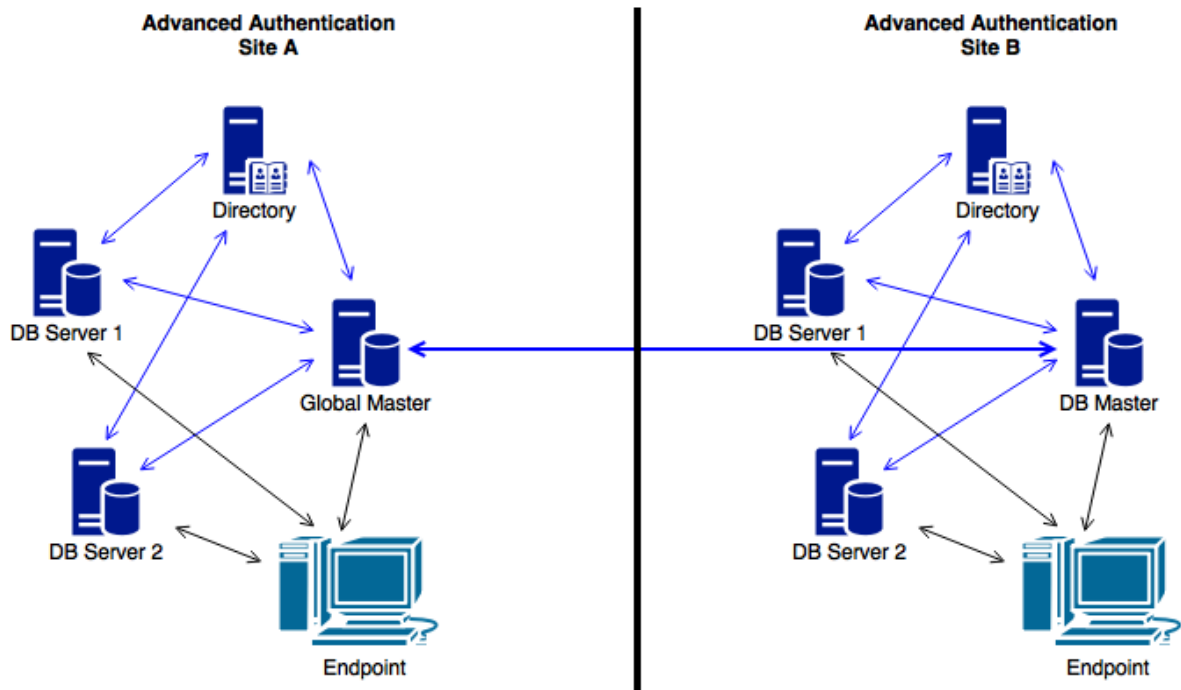 Advanced Authentication
Site A
Directory
DB Server 1
Global Master
DB Server 2
Endpoint
Advanced Authentication
Site B
Directory
DB Server 1
DB Master
DB Server 2
Endpoint